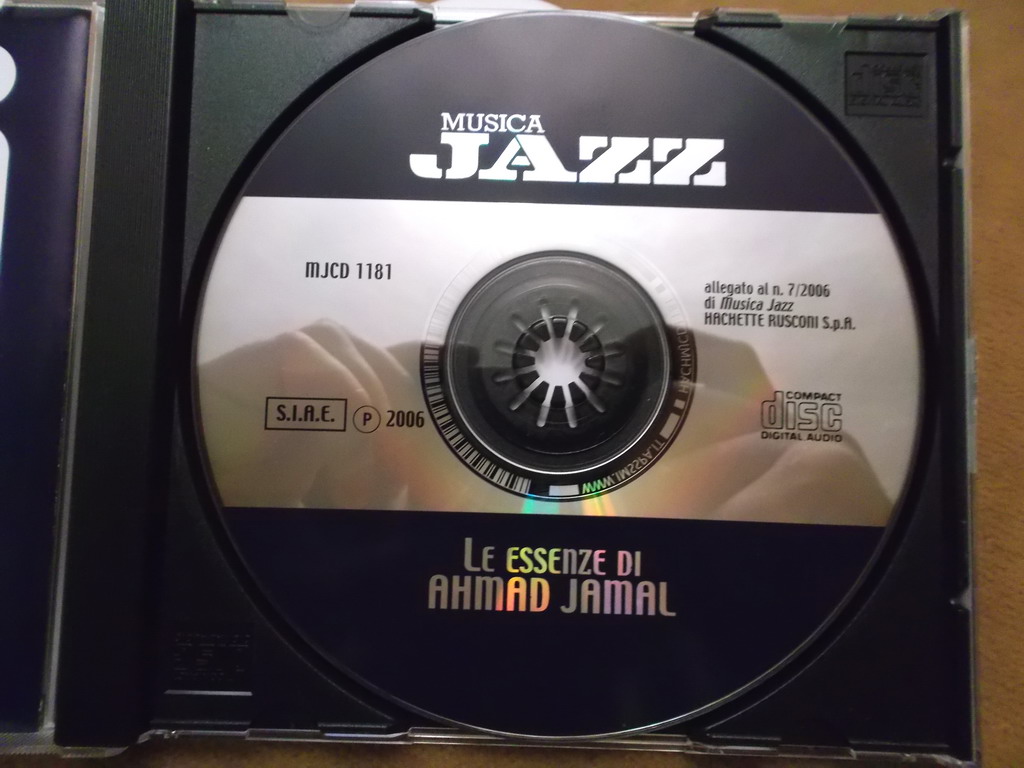 MUSICA
JAZZ
MJCD 1181
allegato al n. 7/2006
di Musica Jazz
HACHETTE RUSCONI S.p.A.
S.I.A.E.
P 2006
COMPACT
disc
DIGITAL AUDIO
LE ESSENZE DI
AHMAD JAMAL